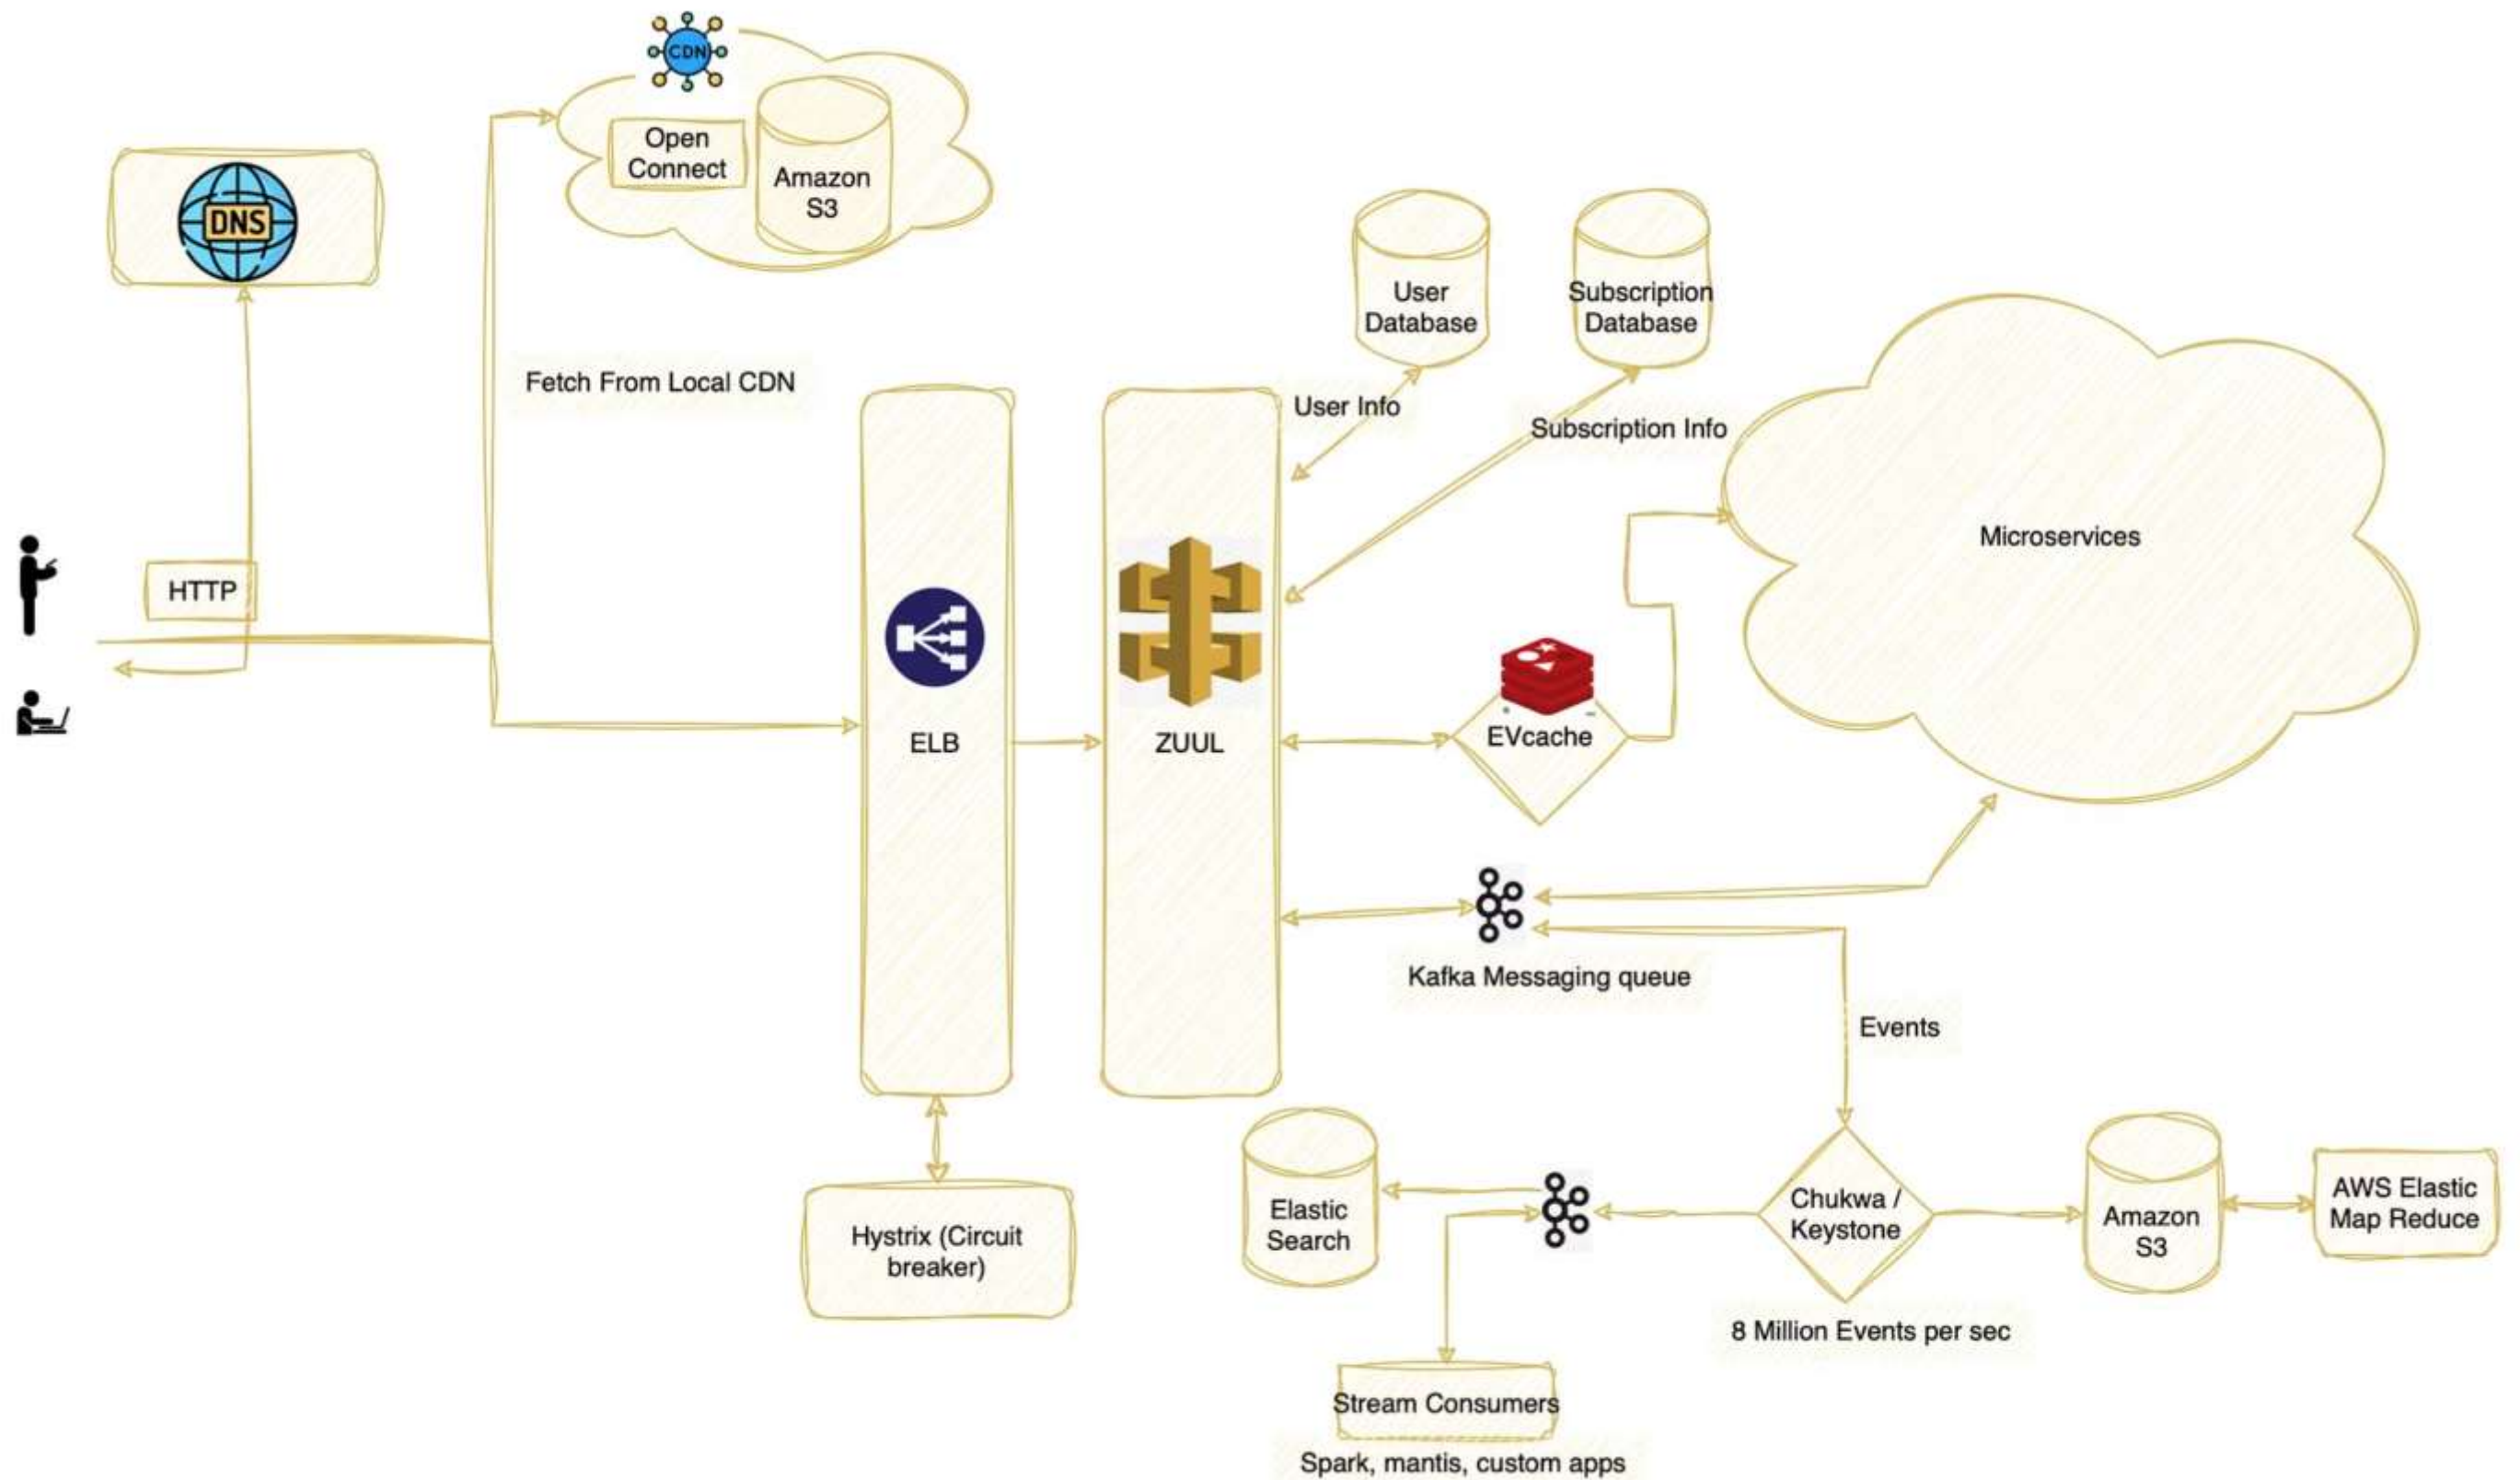 CDN
Open
Connect
Amazon
S3
DNS
User
Database
Subscription
Database
Fetch From Local CDN
User Info
Subscription Info
Microservices
HTTP
ELB
ZUUL
EVcache
Kafka Messaging queue
Events
Elastic
Search
Chukwa /
Keystone
Amazon
S3
AWS Elastic
Map Reduce
Hystrix (Circuit
breaker)
8 Million Events per sec
Stream Consumers
Spark, mantis, custom apps